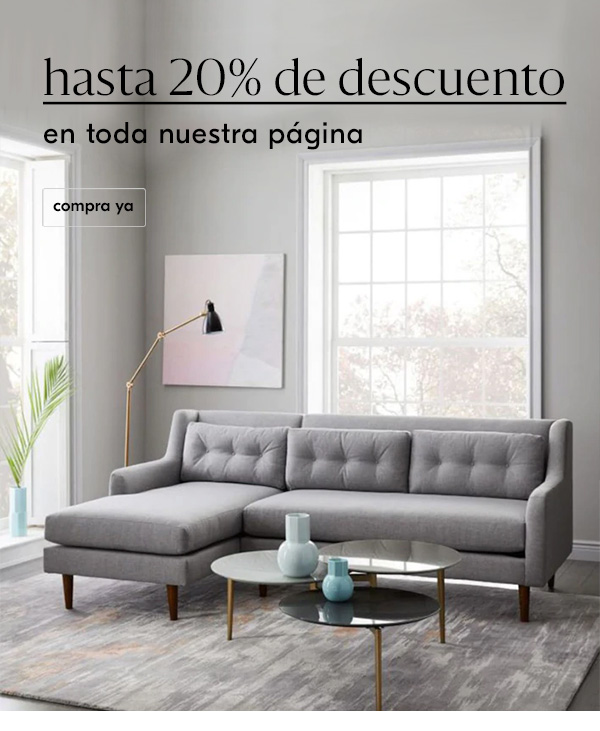 hasta 20% de descuento
en toda nuestra página
compra ya